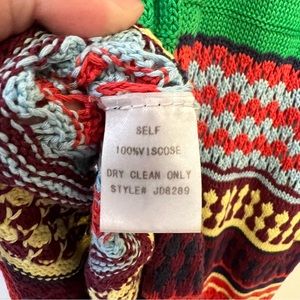 SELF
100%VISCOSE
DRY CLEAN ONLY
STYLE# JD8289